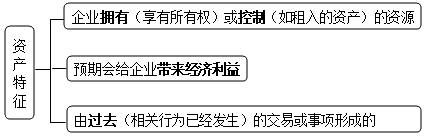 资产特征
企业拥有（享有所有权）或控制（如租入的资产）的资源
预期会给企业带来经济利益
由过去（相关行为已经发生）的交易或事项形成的